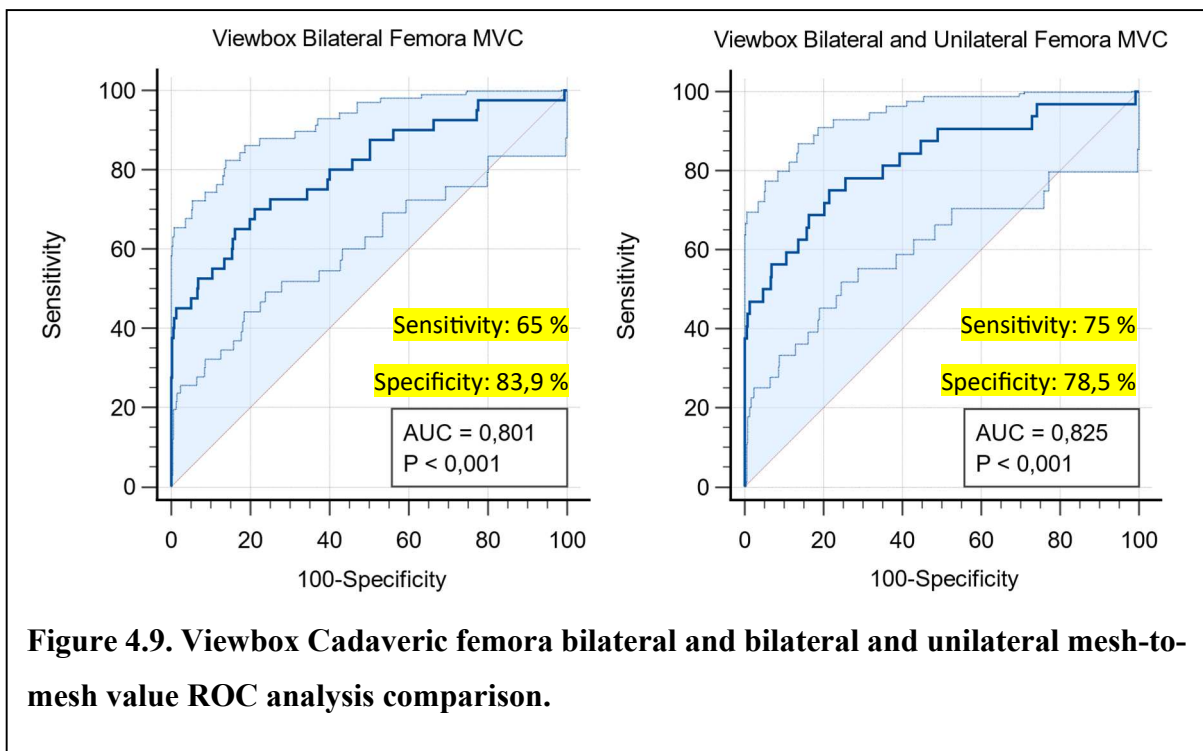 Viewbox Bilateral Femora MVC
100
80
60
40
20
0
Sensitivity
Sensitivity: 65 %
Specificity: 83,9 %
AUC = 0,801
P < 0,001
0 20 40 60 80 100
100-Specificity
Viewbox Bilateral and Unilateral Femora MVC
100
80
60
40
20
0
Sensitivity
Sensitivity: 75 %
Specificity: 78,5 %
AUC = 0,825
P < 0,001
0 20 40 60 80 100
100-Specificity
Figure 4.9. Viewbox Cadaveric femora bilateral and bilateral and unilateral mesh-to-
mesh value ROC analysis comparison.